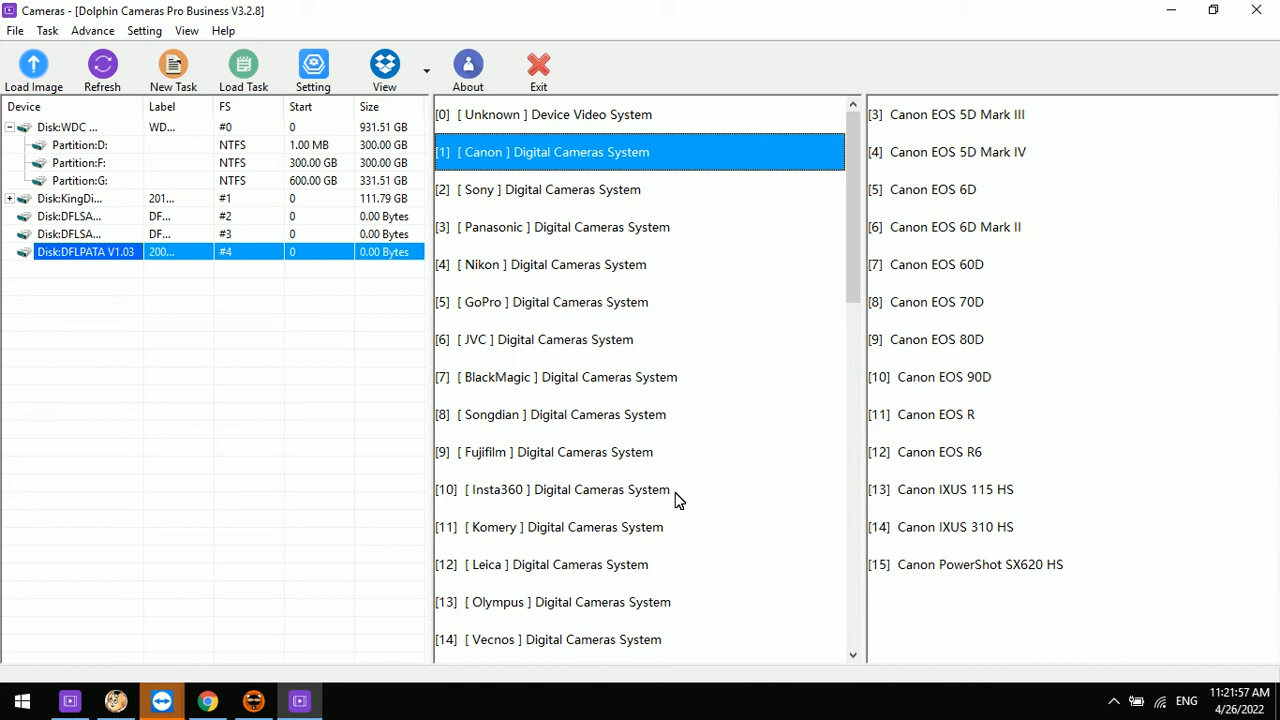 Cameras - [Dolphin Cameras Pro Business V3.2.8]
File Task Advance Setting View Help
Load Image Refresh New Task Load Task Setting View About Exit
Device Label FS Start Size
Disk:WDC ... WD... #0 0 931.51 GB
Partition:D: NTFS 1.00 MB 300.00 GB
Partition:F: NTFS 300.00 GB 300.00 GB
Partition:G: NTFS 600.00 GB 331.51 GB
Disk:KingDi... 201... #1 0 111.79 GB
Disk:DFLSA... DF... #2 0 0.00 Bytes
Disk:DFLSA... DF... #3 0 0.00 Bytes
Disk:DFLPATA V1.03 200... #4 0 0.00 Bytes
[0] [ Unknown ] Device Video System
[1] [ Canon ] Digital Cameras System
[2] [ Sony ] Digital Cameras System
[3] [ Panasonic ] Digital Cameras System
[4] [ Nikon ] Digital Cameras System
[5] [ GoPro ] Digital Cameras System
[6] [ JVC ] Digital Cameras System
[7] [ BlackMagic ] Digital Cameras System
[8] [ Songdian ] Digital Cameras System
[9] [ Fujifilm ] Digital Cameras System
[10] [ Insta360 ] Digital Cameras System
[11] [ Komery ] Digital Cameras System
[12] [ Leica ] Digital Cameras System
[13] [ Olympus ] Digital Cameras System
[14] [ Vecnos ] Digital Cameras System
[3] Canon EOS 5D Mark III
[4] Canon EOS 5D Mark IV
[5] Canon EOS 6D
[6] Canon EOS 6D Mark II
[7] Canon EOS 60D
[8] Canon EOS 70D
[9] Canon EOS 80D
[10] Canon EOS 90D
[11] Canon EOS R
[12] Canon EOS R6
[13] Canon IXUS 115 HS
[14] Canon IXUS 310 HS
[15] Canon PowerShot SX620 HS
ENG
11:21:57 AM
4/26/2022